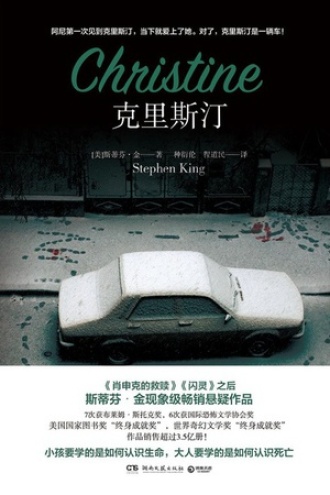 阿尼第一次见到克里斯汀，当下就爱上了她。对了，克里斯汀是一辆车！
Christine
克里斯汀
[美]斯蒂芬·金——著 种衍伦 程道民——译
Stephen King
《肖申克的救赎》《闪灵》之后
斯蒂芬·金现象级畅销悬疑作品
7次获布莱姆·斯托克奖，6次获国际恐怖文学协会奖
美国国家图书奖“终身成就奖”，世界奇幻文学奖“终身成就奖”
作品销售超过3.5亿册！
小孩要学的是如何认识生命，大人要学的是如何认识死亡
湖南文艺出版社